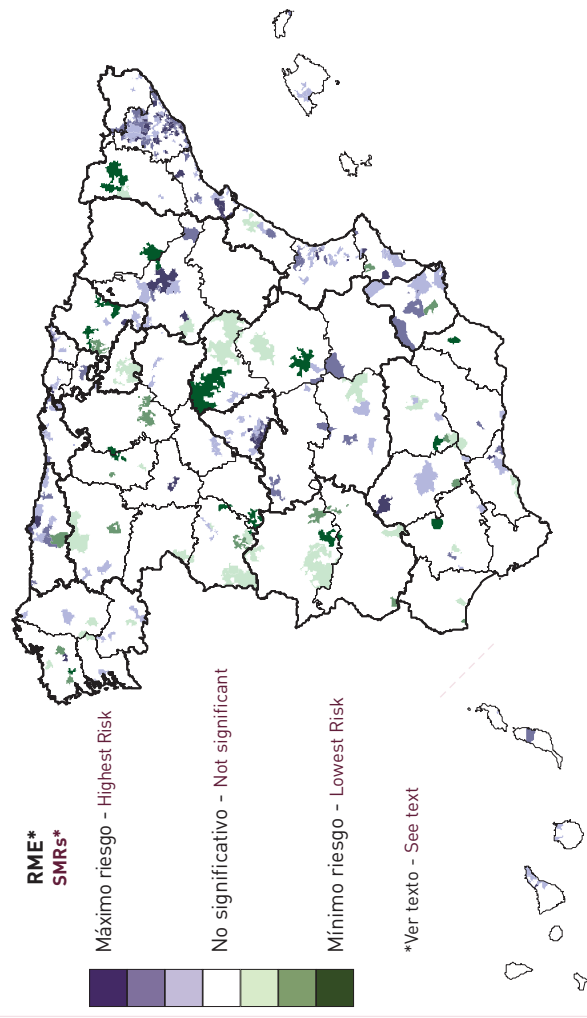 RME*
SMRs*
Máximo riesgo - Highest Risk
No significativo - Not significant
Mínimo riesgo - Lowest Risk
*Ver texto - See text